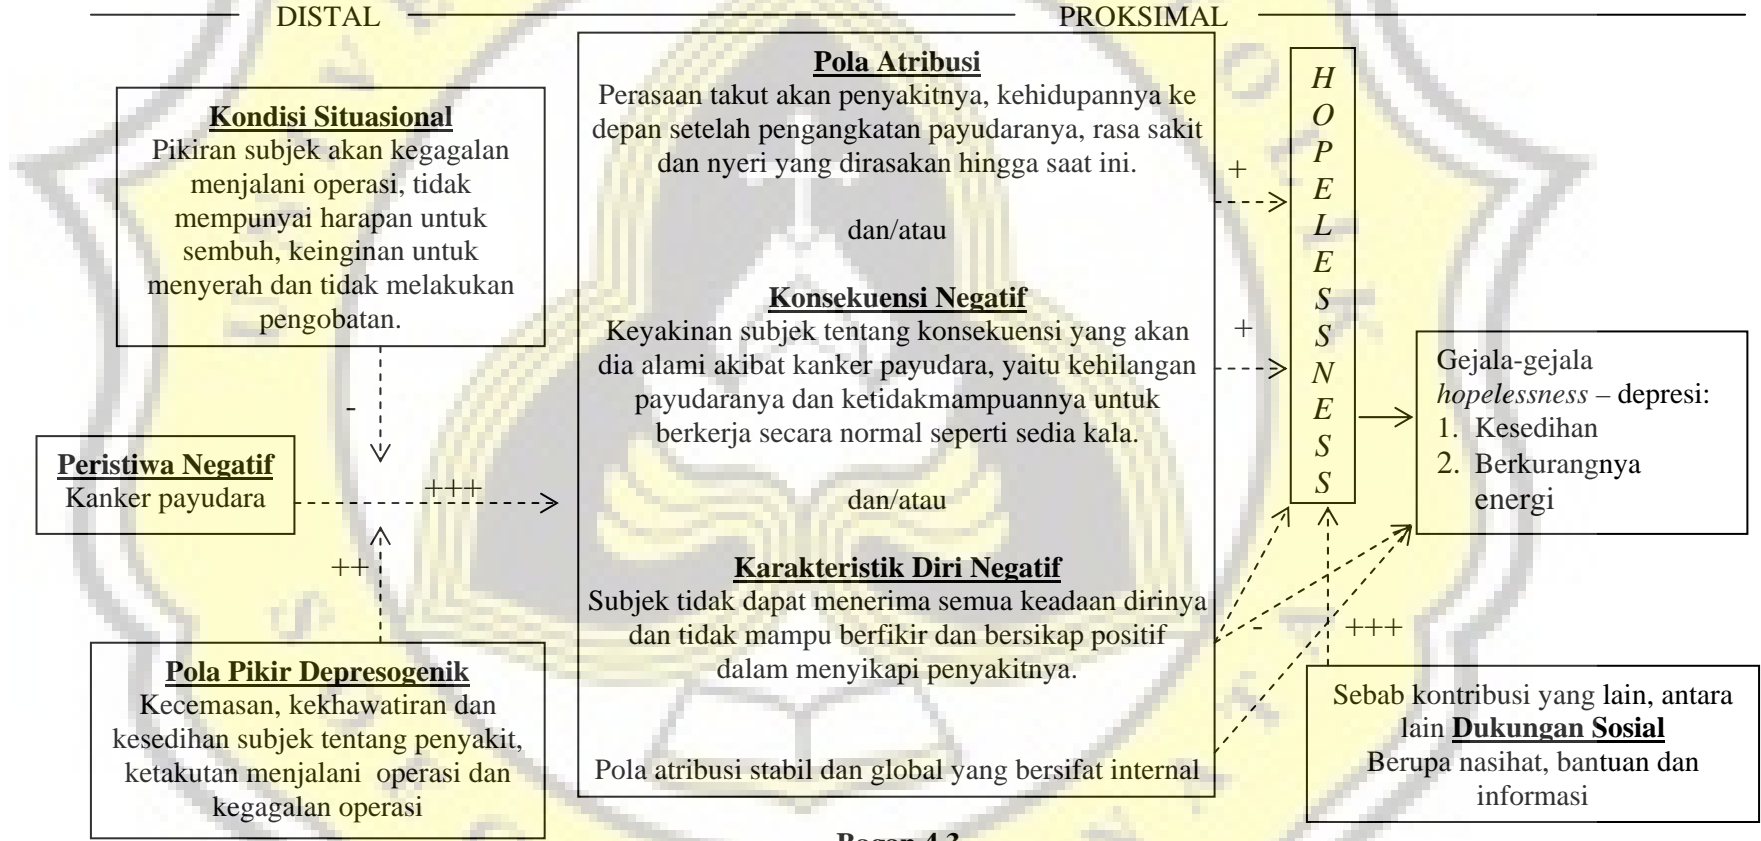 DISTAL
PROKSIMAL
Kondisi Situasional
Pikiran subjek akan kegagalan
menjalani operasi, tidak
mempunyai harapan untuk
sembuh, keinginan untuk
menyerah dan tidak melakukan
pengobatan.
-
Peristiwa Negatif
Kanker payudara
+++
++
Pola Pikir Depresogenik
Kecemasan, kekhawatiran dan
kesedihan subjek tentang penyakit,
ketakutan menjalani operasi dan
kegagalan operasi
Pola Atribusi
Perasaan takut akan penyakitnya, kehidupannya ke
depan setelah pengangkatan payudaranya, rasa sakit
dan nyeri yang dirasakan hingga saat ini.
dan/atau
Konsekuensi Negatif
Keyakinan subjek tentang konsekuensi yang akan
dia alami akibat kanker payudara, yaitu kehilangan
payudaranya dan ketidakmampuannya untuk
berkerja secara normal seperti sedia kala.
dan/atau
Karakteristik Diri Negatif
Subjek tidak dapat menerima semua keadaan dirinya
dan tidak mampu berfikir dan bersikap positif
dalam menyikapi penyakitnya.
Pola atribusi stabil dan global yang bersifat internal
+
+
H
O
P
E
L
E
S
S
N
E
S
S
Gejala-gejala
hopelessness – depresi:
1. Kesedihan
2. Berkurangnya
energi
-
+++
Sebab kontribusi yang lain, antara
lain Dukungan Sosial
Berupa nasihat, bantuan dan
informasi
Bagan 4.3